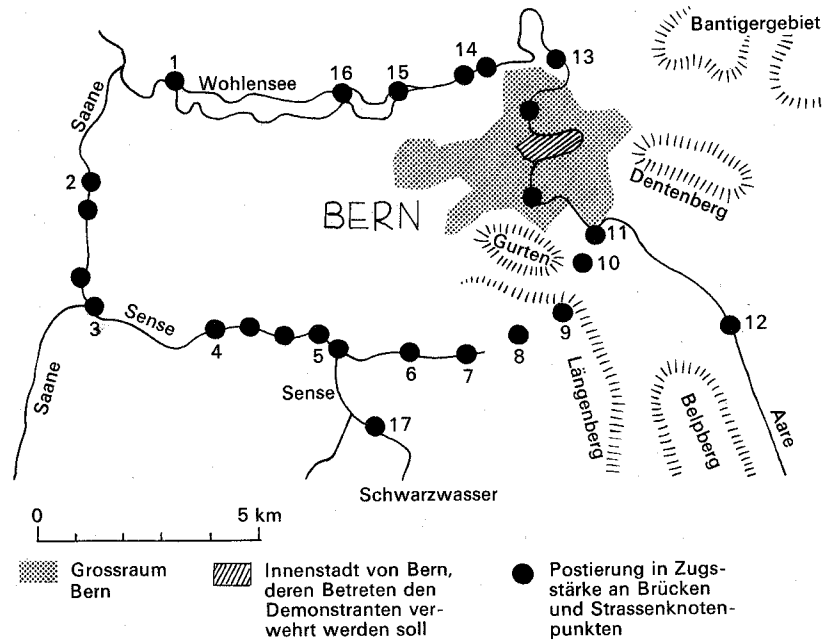 Bantigergebiet
13
14
1
Wohlensee
16
15
Saane
2
Dentenberg
BERN
11
Gurten
10
3
Sense
4
5
6
7
8
9
12
Saane
Sense
17
Längenberg
Belpberg
Aare
Schwarzwasser
0
5 km
Grossraum
Bern
Innenstadt von Bern,
deren Betreten den
Demonstranten ver-
wehrt werden soll
Postierung in Zugs-
stärke an Brücken
und Strassenknoten-
punkten